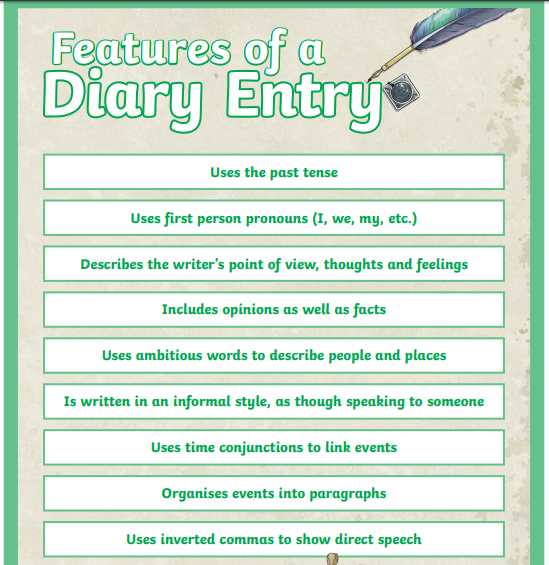 Features of a
Diary Entry
Uses the past tense
Uses first person pronouns (I, we, my, etc.)
Describes the writer's point of view, thoughts and feelings
Includes opinions as well as facts
Uses ambitious words to describe people and places
Is written in an informal style, as though speaking to someone
Uses time conjunctions to link events
Organises events into paragraphs
Uses inverted commas to show direct speech